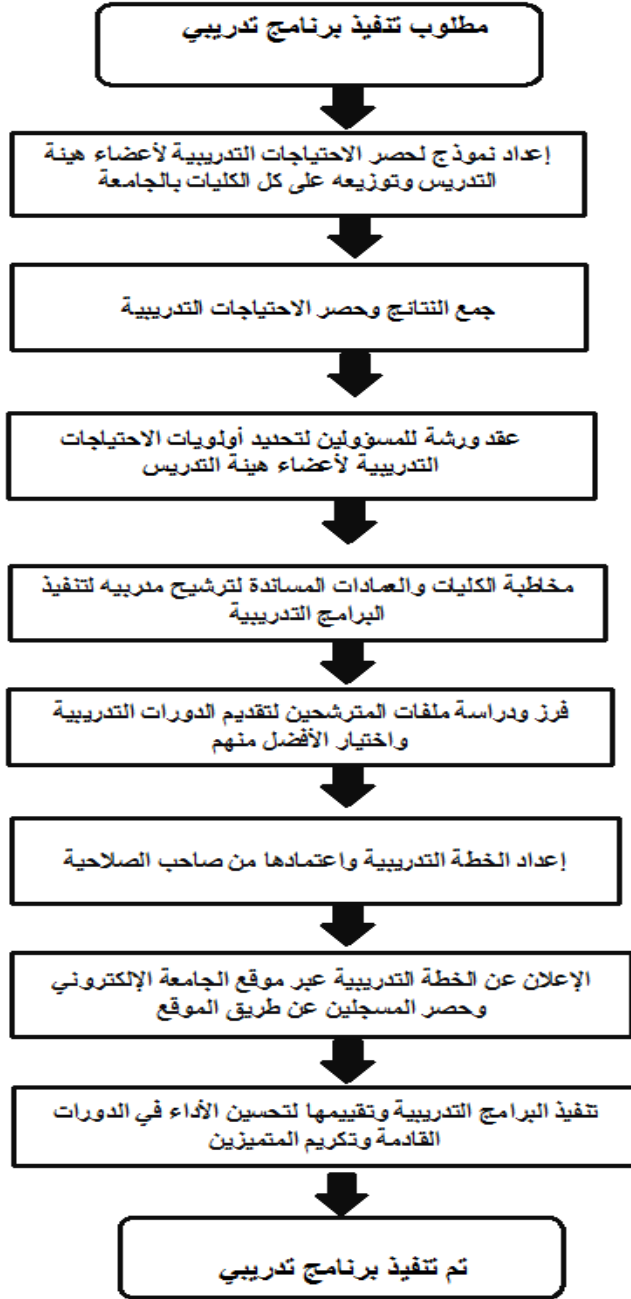 مطلوب تنفيذ برنامج تدريبي
إعداد نموذج لحصر الاحتياجات التدريبية لأعضاء هيئة
التدريس وتوزيعه على كل الكليات بالجامعة
جمع النتائج وحصر الاحتياجات التدريبية
عقد ورشة للمسؤولين لتحديد أولويات الاحتياجات
التدريبية لأعضاء هيئة التدريس
مخاطبة الكليات والعمادات المساندة لترشيح مدربيه لتنفيذ
البرامج التدريبية
فرز ودراسة ملفات المترشحين لتقديم الدورات التدريبية
واختيار الأفضل منهم
إعداد الخطة التدريبية واعتمادها من صاحب الصلاحية
الإعلان عن الخطة التدريبية عبر موقع الجامعة الإلكتروني
وحصر المسجلين عن طريق الموقع
تنفيذ البرامج التدريبية وتقييمها لتحسين الأداء في الدورات
القادمة وتكريم المتميزين
تم تنفيذ برنامج تدريبي